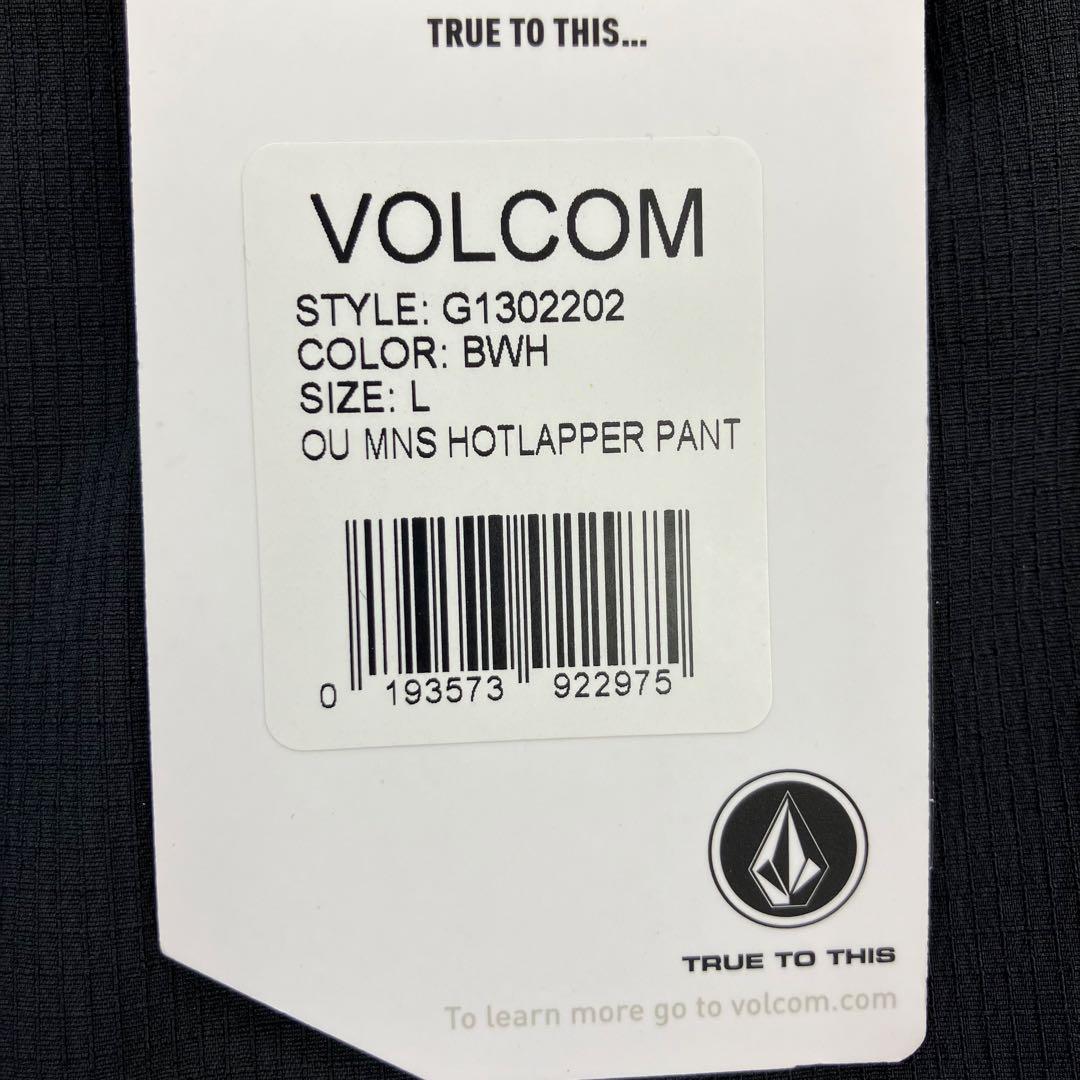 TRUE TO THIS...
VOLCOM
STYLE: G1302202
COLOR: BWH
SIZE: L
OU MNS HOTLAPPER PANT
0 193573 922975
TRUE TO THIS
To learn more go to volcom.com